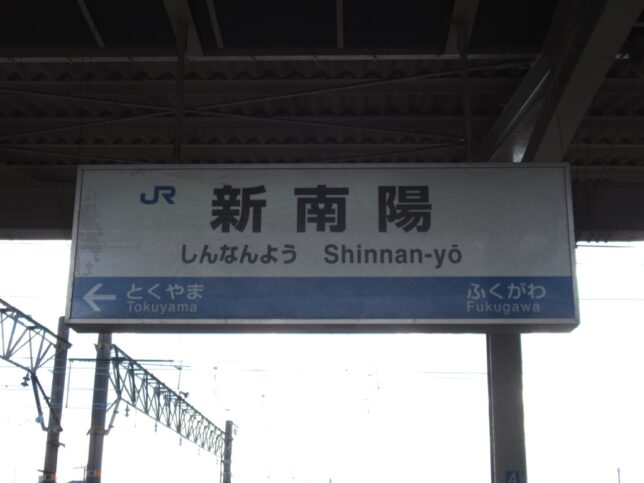 JR 新南陽
しんなんよう Shinnan-yō
← とくやま ふくがわ
Tokuyama Fukugawa
4